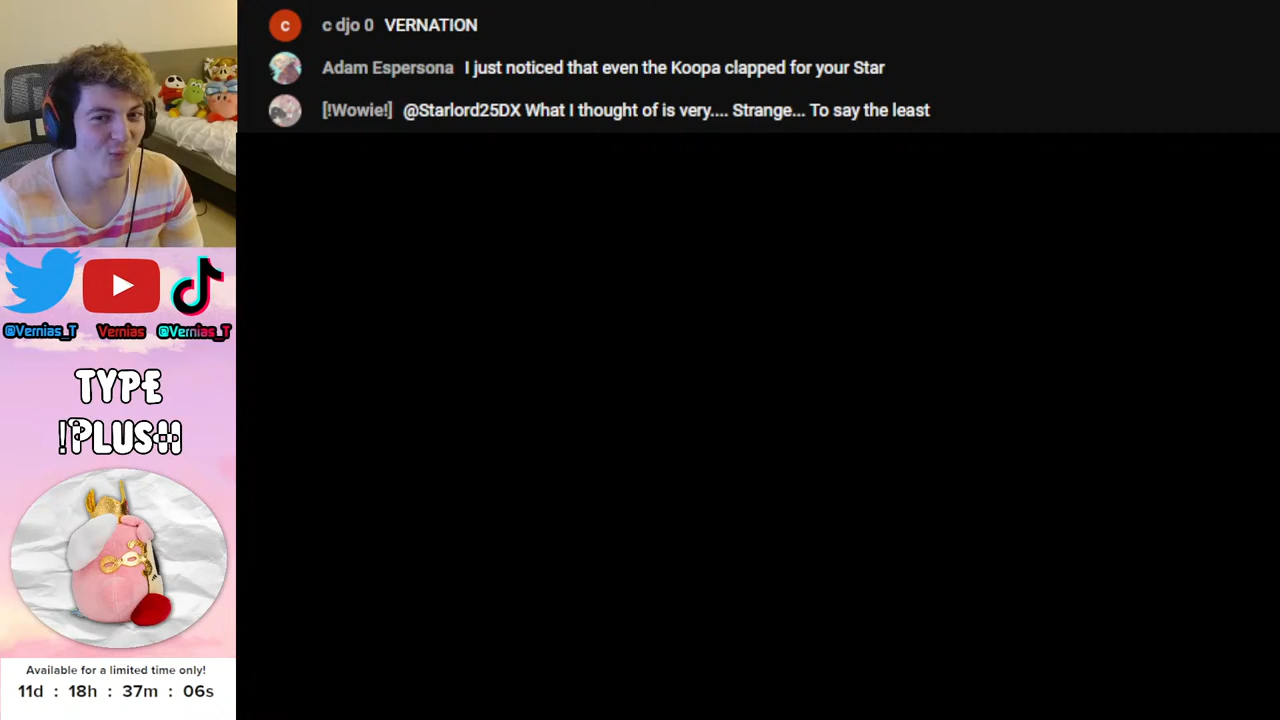 c djo 0 VERNATION
Adam Espersona I just noticed that even the Koopa clapped for your Star
[!Wowie!] @Starlord25DX What I thought of is very.... Strange... To say the least
@Vernias_T Vernias @Vernias_T
TYPE
!PLUSH
Available for a limited time only!
11d : 18h : 37m : 06s